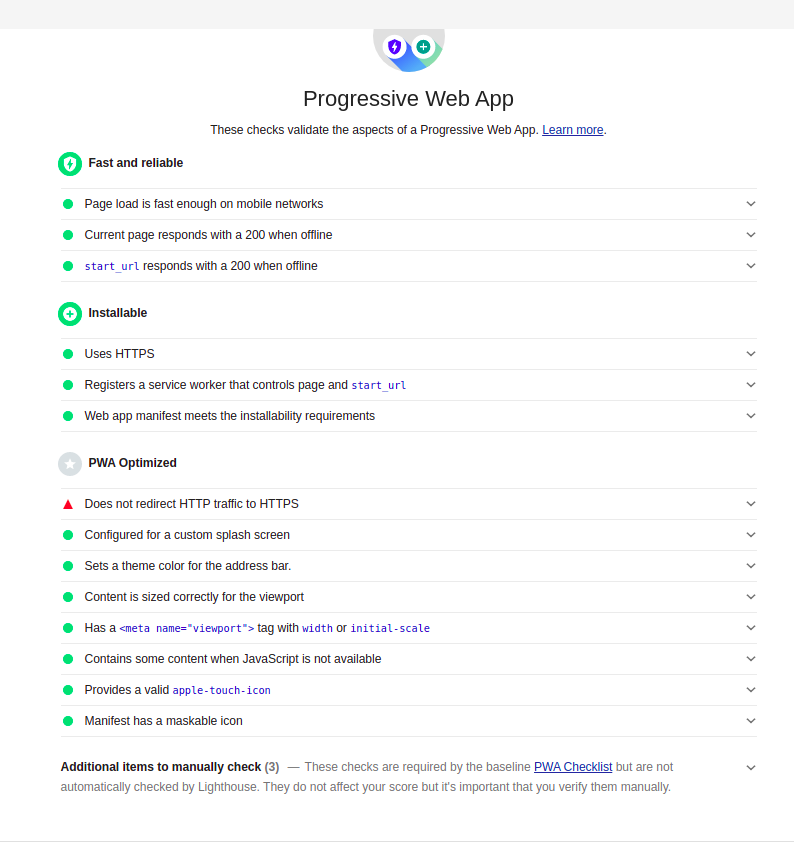 Progressive Web App
These checks validate the aspects of a Progressive Web App. Learn more.
Fast and reliable
Page load is fast enough on mobile networks
Current page responds with a 200 when offline
start_url responds with a 200 when offline
Installable
Uses HTTPS
Registers a service worker that controls page and start_url
Web app manifest meets the installability requirements
PWA Optimized
Does not redirect HTTP traffic to HTTPS
Configured for a custom splash screen
Sets a theme color for the address bar.
Content is sized correctly for the viewport
Has a <meta name="viewport"> tag with width or initial-scale
Contains some content when JavaScript is not available
Provides a valid apple-touch-icon
Manifest has a maskable icon
Additional items to manually check (3) — These checks are required by the baseline PWA Checklist but are not
automatically checked by Lighthouse. They do not affect your score but it's important that you verify them manually.